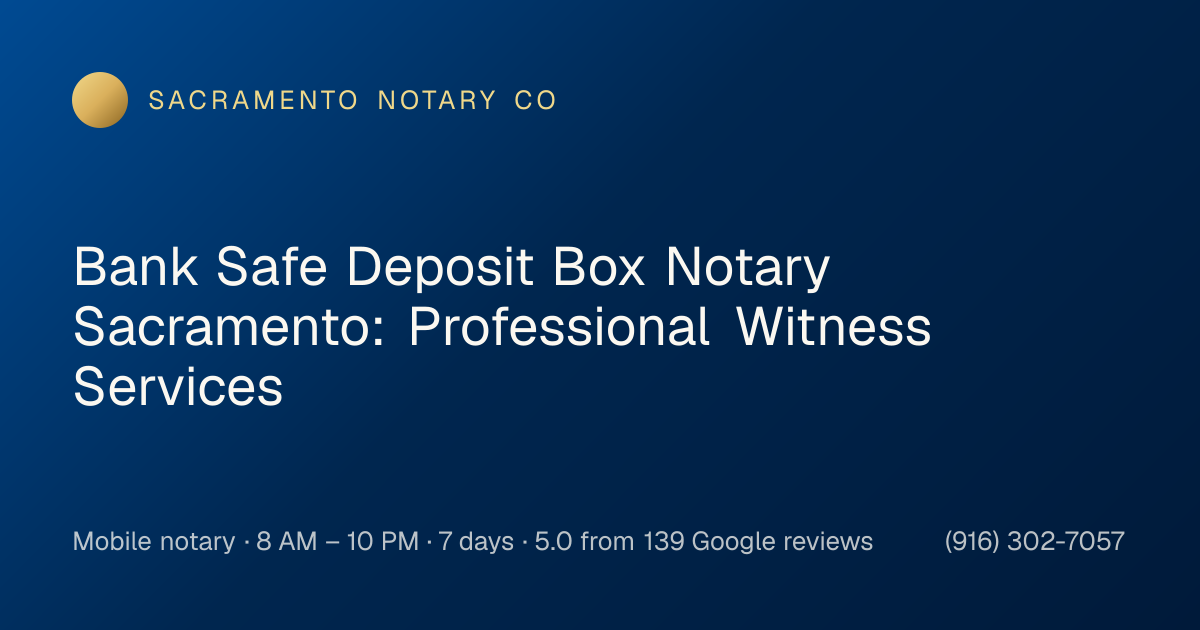 SACRAMENTO NOTARY CO
Bank Safe Deposit Box Notary
Sacramento: Professional Witness
Services
Mobile notary · 8 AM – 10 PM · 7 days · 5.0 from 139 Google reviews (916) 302-7057